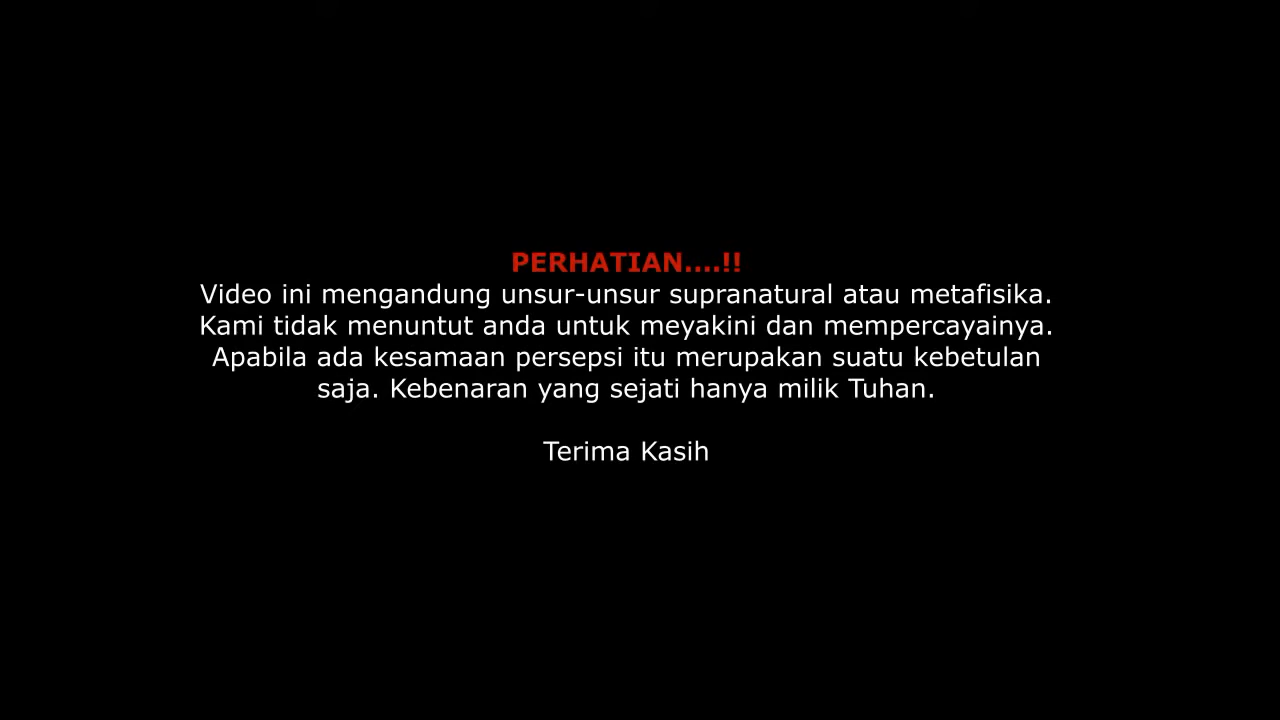 PERHATIAN....!!
Video ini mengandung unsur-unsur supranatural atau metafisika.
Kami tidak menuntut anda untuk meyakini dan mempercayainya.
Apabila ada kesamaan persepsi itu merupakan suatu kebetulan
saja. Kebenaran yang sejati hanya milik Tuhan.
Terima Kasih